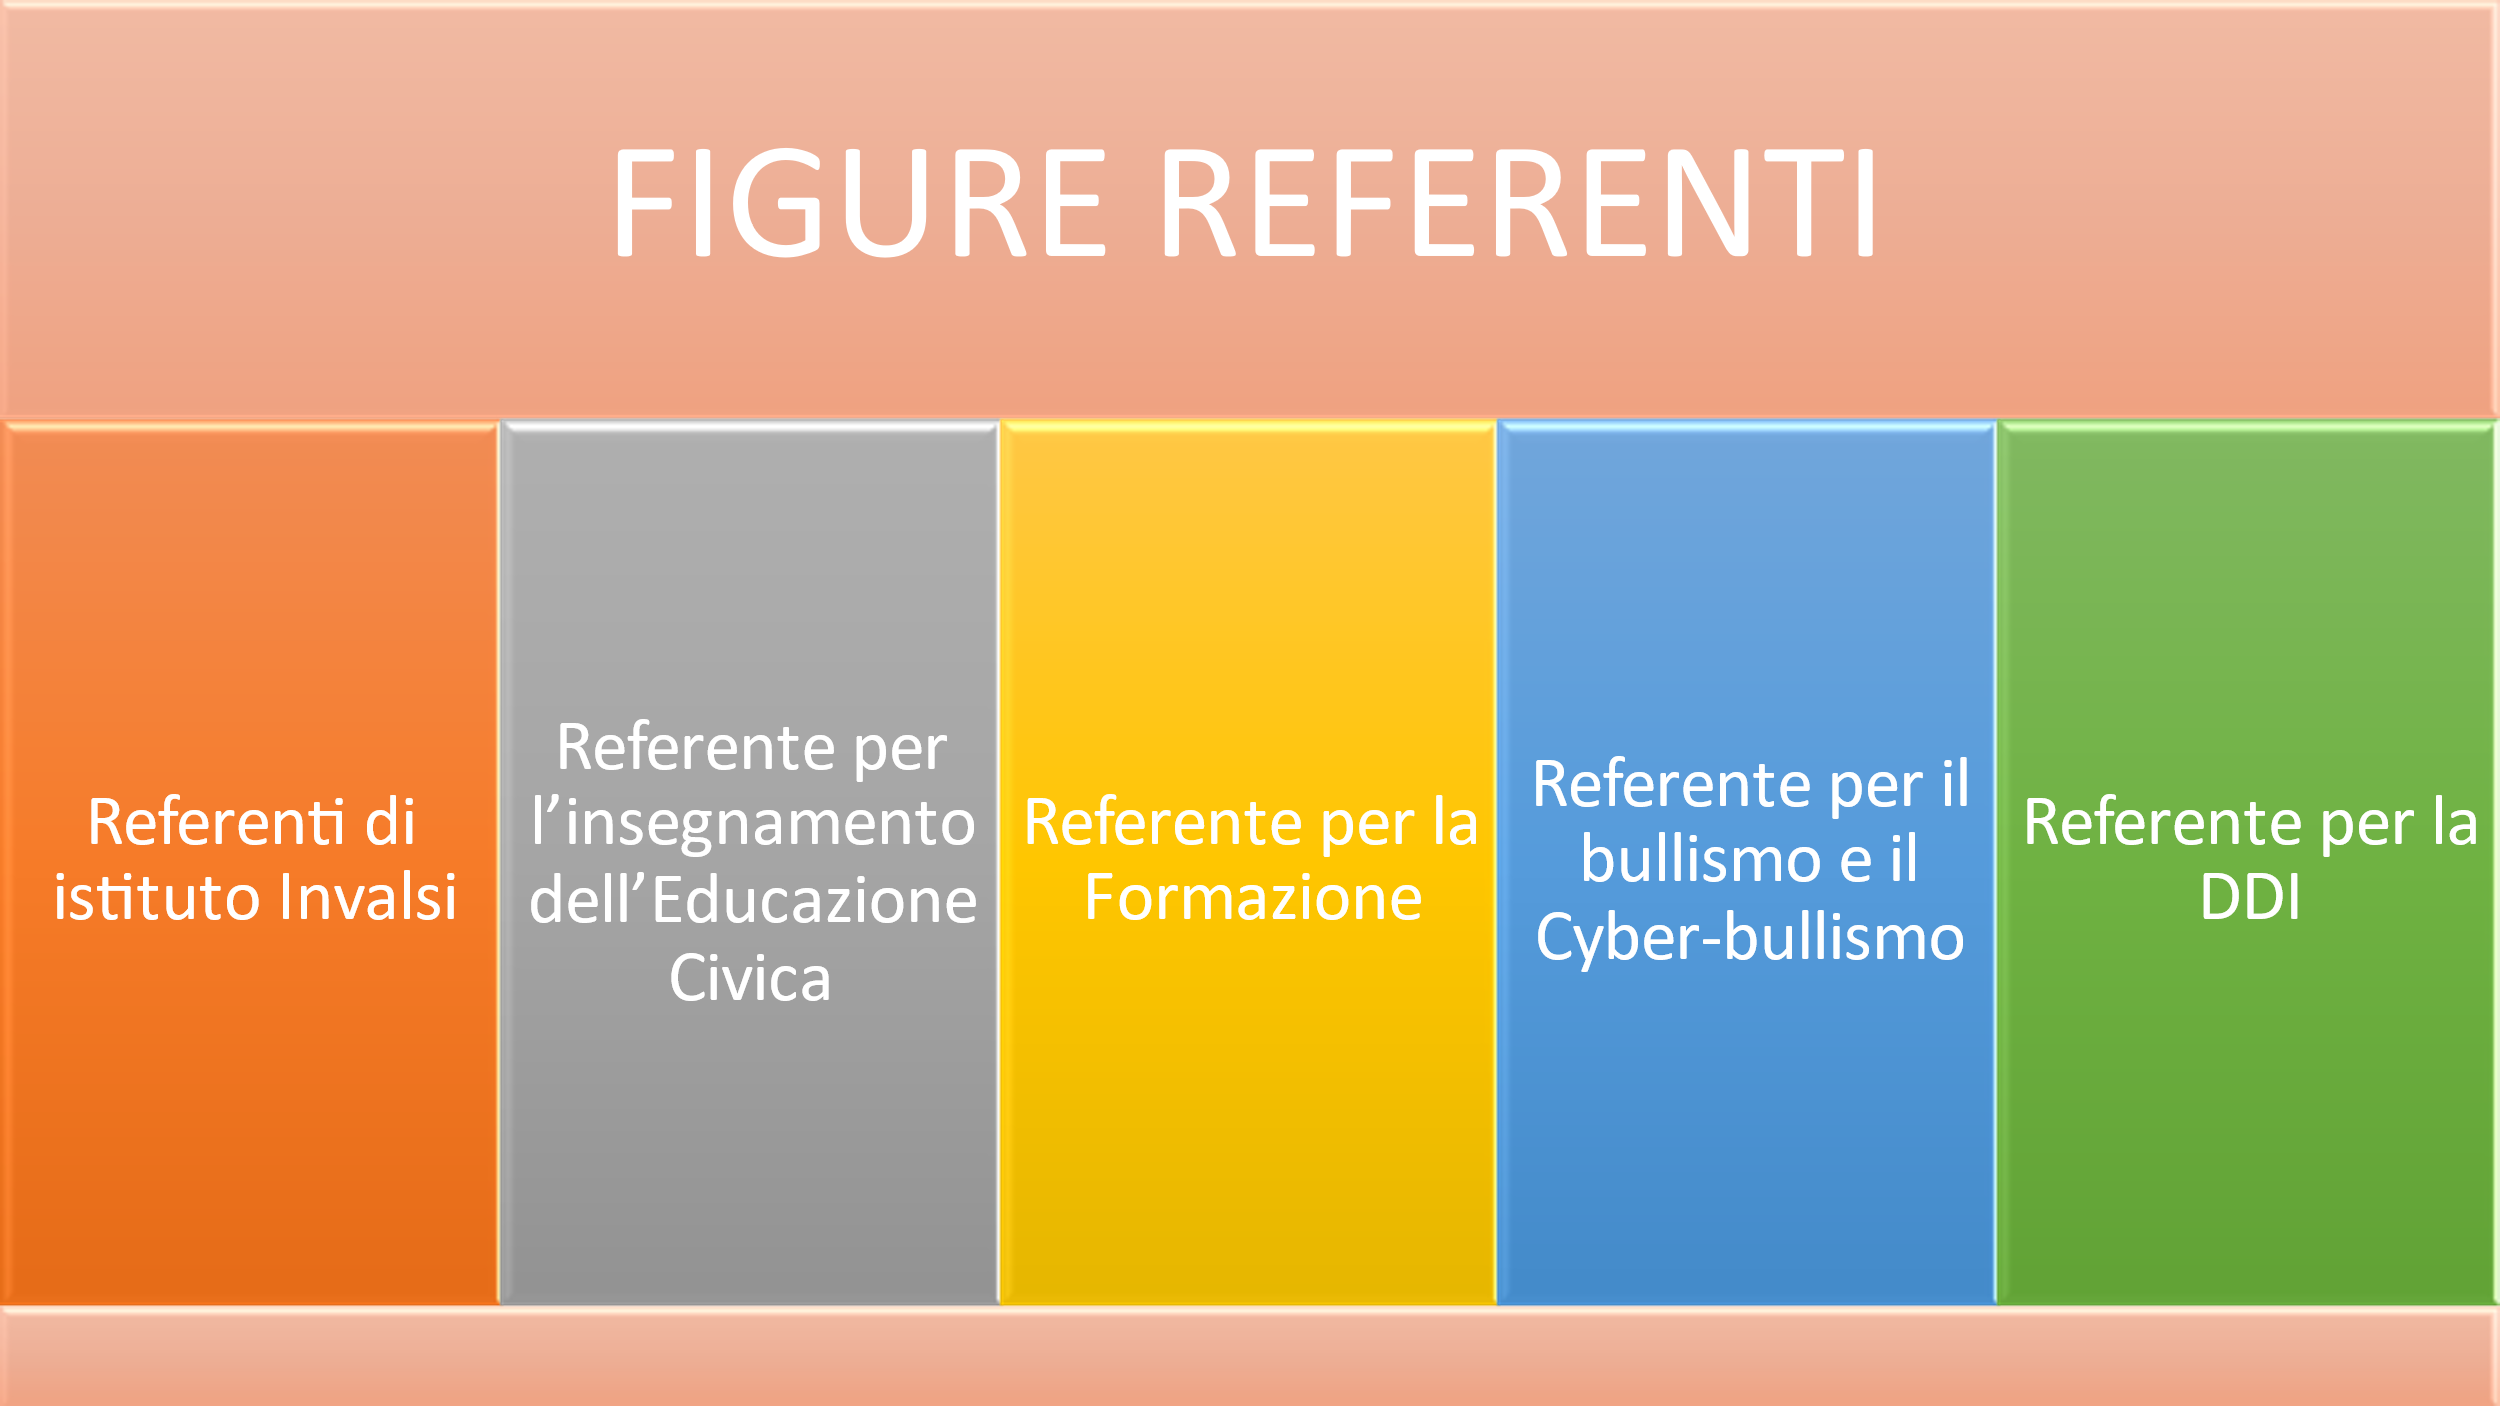 FIGURE REFERENTI
Referenti di
istituto Invalsi
Referente per
l’insegnamento
dell’Educazione
Civica
Referente per la
Formazione
Referente per il
bullismo e il
Cyber-bullismo
Referente per la
DDI